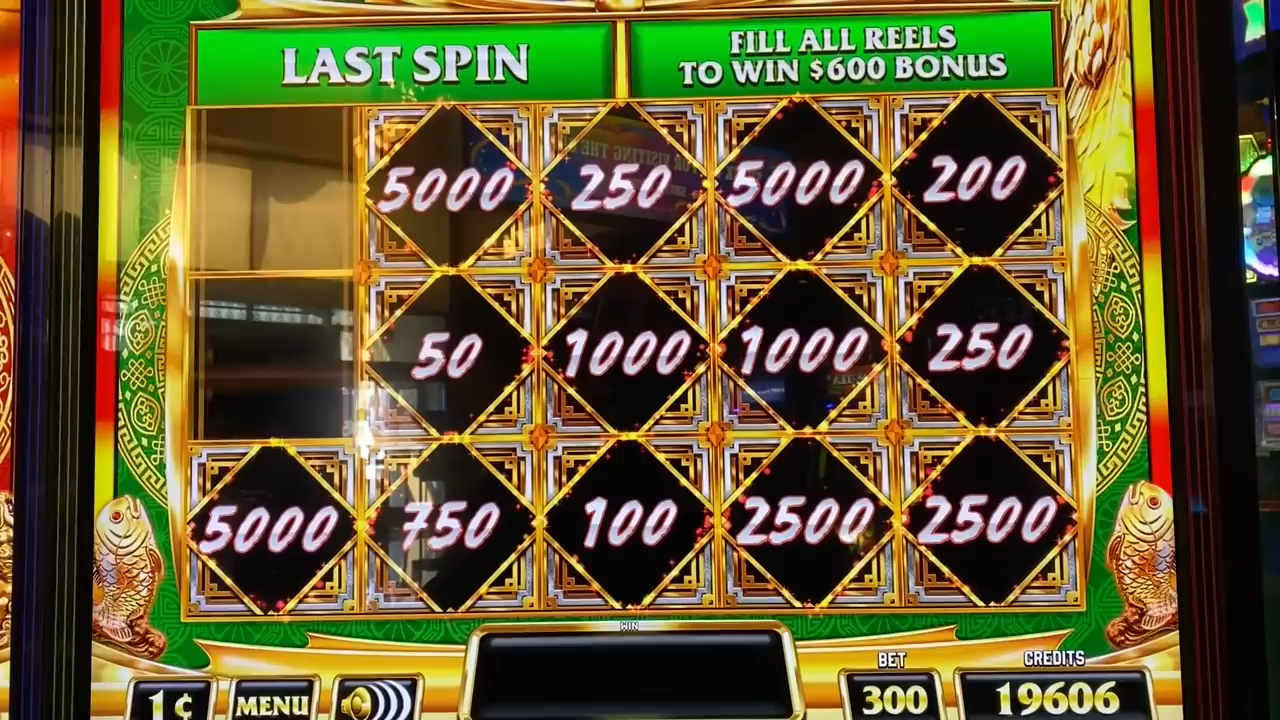 LAST SPIN
FILL ALL REELS
TO WIN $600 BONUS
5000 250 5000 200
50 1000 1000 250
5000 750 100 2500 2500
WIN
BET
CREDITS
1¢
MENU
300
19606